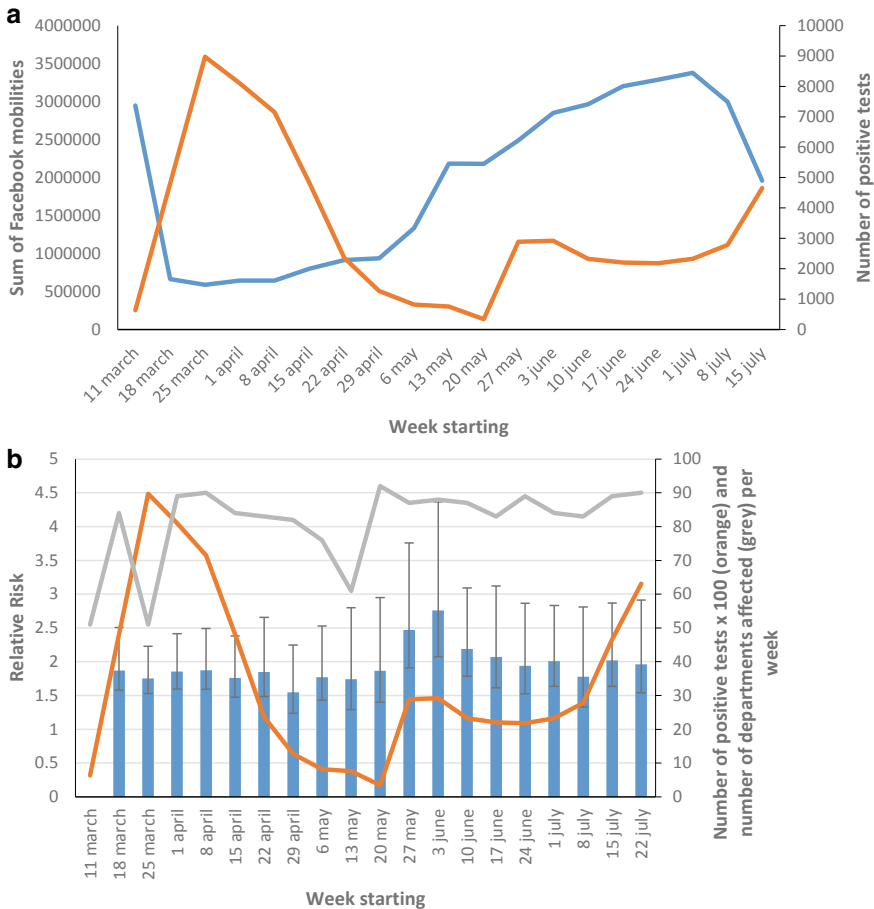 a
4000000
3500000
3000000
2500000
2000000
1500000
1000000
500000
0
Sum of Facebook mobilities
10000
9000
8000
7000
6000
5000
4000
3000
2000
1000
0
Number of positive tests
11 march
18 march
25 march
1 april
8 april
15 april
22 april
29 april
6 may
13 may
20 may
27 may
3 june
10 june
17 june
24 june
1 july
8 july
15 july
Week starting
b
5
4.5
4
3.5
3
2.5
2
1.5
1
0.5
0
Relative Risk
100
90
80
70
60
50
40
30
20
10
0
Number of positive tests x 100 (orange) and
number of departments affected (grey) per
week
11 march
18 march
25 march
1 april
8 april
15 april
22 april
29 april
6 may
13 may
20 may
27 may
3 june
10 june
17 june
24 june
1 july
8 july
15 july
22 july
Week starting